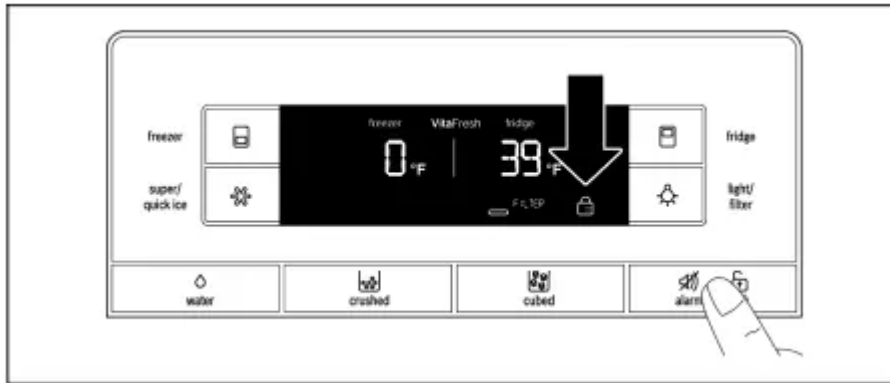 freezer
VitaFresh
fridge
freezer
0 °F
39 °F
fridge
super/
quick ice
FILTER
light/
filter
water
crushed
cubed
alarm